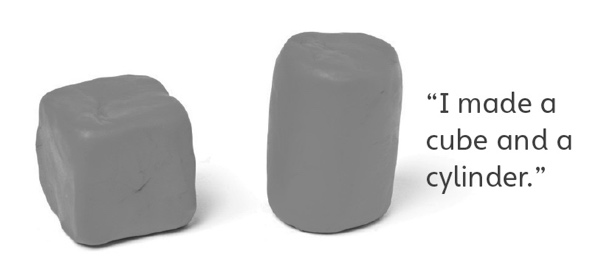 “I made a
cube and a
cylinder.”